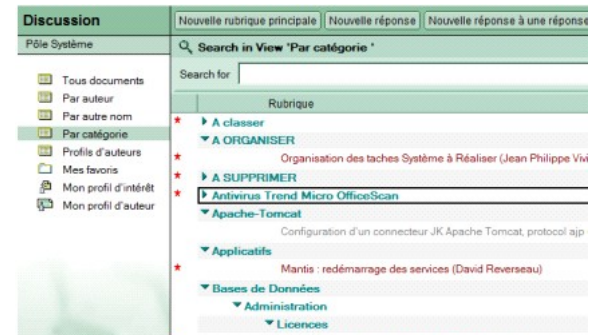 Discussion
Nouvelle rubrique principale Nouvelle réponse Nouvelle réponse à une réponse
Pôle Système
Search in View 'Par catégorie '
Search for
Tous documents
Par auteur
Par autre nom
Par catégorie
Profils d'auteurs
Mes favoris
Mon profil d'intérêt
Mon profil d'auteur
Rubrique
A classer
A ORGANISER
Organisation des taches Système à Réaliser (Jean Philippe Vivi
A SUPPRIMER
Antivirus Trend Micro OfficeScan
Apache-Tomcat
Configuration d'un connecteur JK Apache Tomcat, protocol ajp
Applicatifs
Mantis : redémarrage des services (David Reverseau)
Bases de Données
Administration
Licences